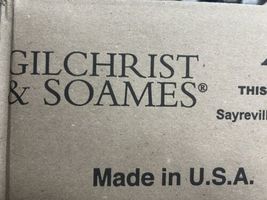 GILCHRIST
& SOAMES®
THIS
Sayrevill
Made in U.S.A.